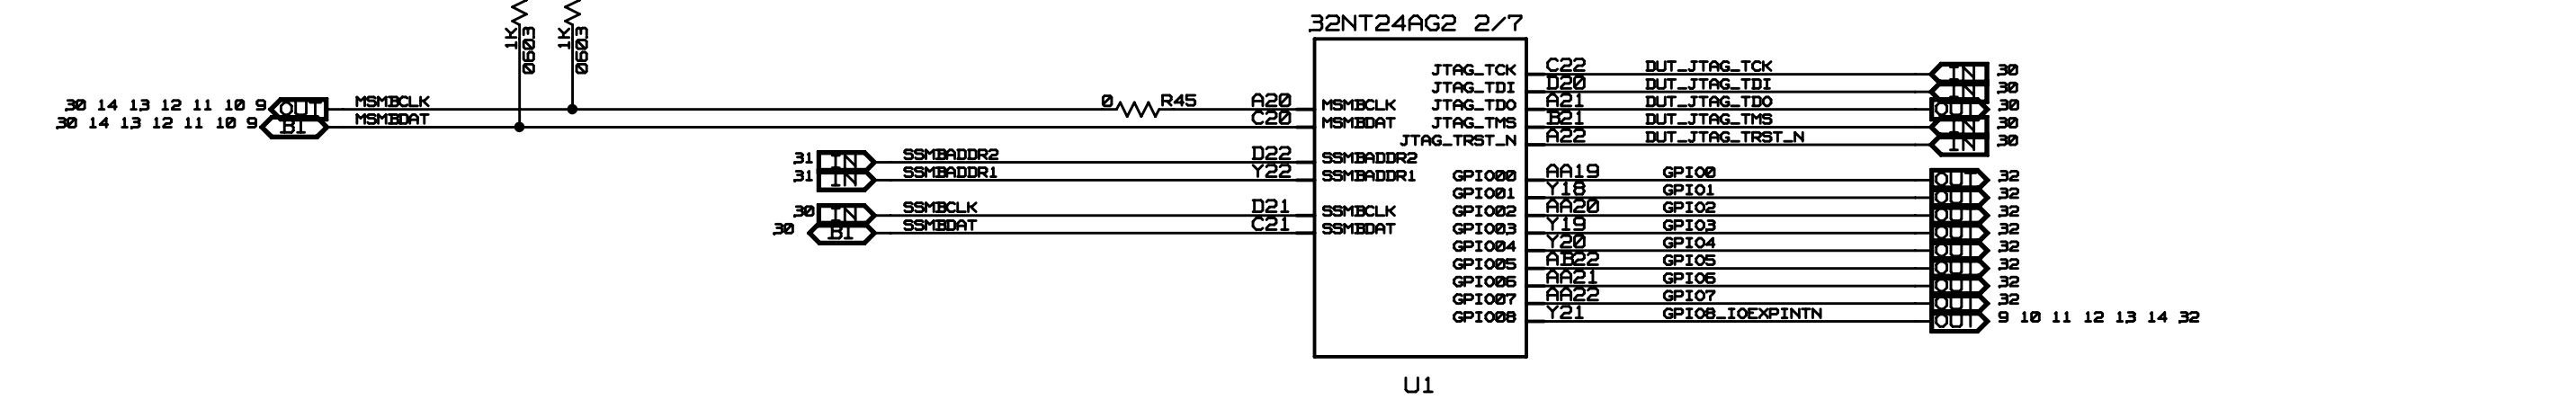 32NT24AG2 2/7
1K 0603 1K 0603
JTAG_TCK C22 DUT_JTAG_TCK IN 30
JTAG_TDI D20 DUT_JTAG_TDI IN 30
30 14 13 12 11 10 9 OUT MSMBCLK 0 R45 A20 MSMBCLK JTAG_TDO A21 DUT_JTAG_TDO OUT 30
30 14 13 12 11 10 9 BI MSMBDAT C20 MSMBDAT JTAG_TMS B21 DUT_JTAG_TMS IN 30
JTAG_TRST_N A22 DUT_JTAG_TRST_N IN 30
31 IN SSMBADDR2 D22 SSMBADDR2
31 IN SSMBADDR1 Y22 SSMBADDR1 GPIO00 AA19 GPIO0 OUT 32
GPIO01 Y18 GPIO1 OUT 32
30 IN SSMBCLK D21 SSMBCLK GPIO02 AA20 GPIO2 OUT 32
30 BI SSMBDAT C21 SSMBDAT GPIO03 Y19 GPIO3 OUT 32
GPIO04 Y20 GPIO4 OUT 32
GPIO05 AB22 GPIO5 OUT 32
GPIO06 AA21 GPIO6 OUT 32
GPIO07 AA22 GPIO7 OUT 32
GPIO08 Y21 GPIO8_IOEXPINTN OUT 9 10 11 12 13 14 32
U1